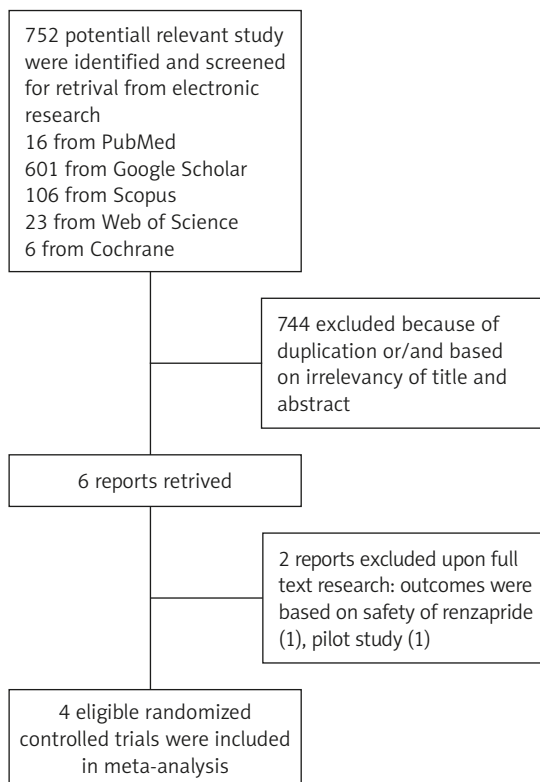 752 potentiall relevant study
were identified and screened
for retrival from electronic
research
16 from PubMed
601 from Google Scholar
106 from Scopus
23 from Web of Science
6 from Cochrane
744 excluded because of
duplication or/and based
on irrelevancy of title and
abstract
6 reports retrived
2 reports excluded upon full
text research: outcomes were
based on safety of renzapride
(1), pilot study (1)
4 eligible randomized
controlled trials were included
in meta-analysis